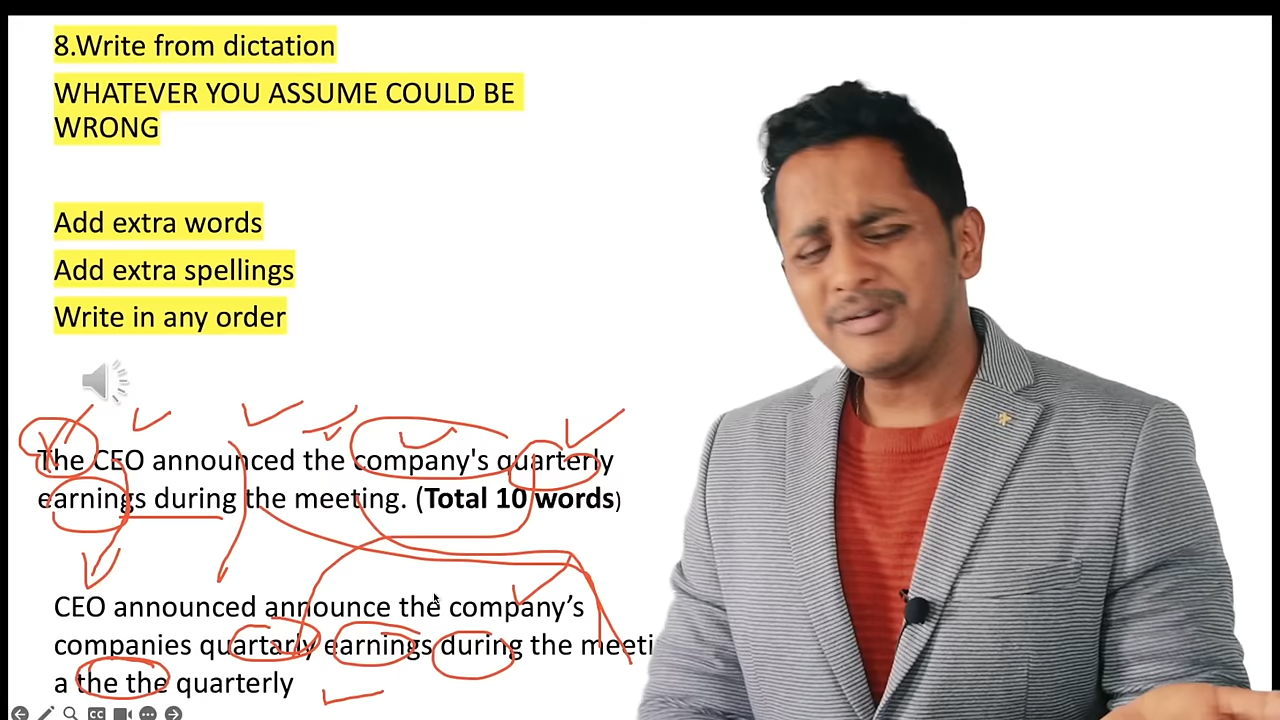 8.Write from dictation
WHATEVER YOU ASSUME COULD BE
WRONG
Add extra words
Add extra spellings
Write in any order
The CEO announced the company's quarterly
earnings during the meeting. (Total 10 words)
CEO announced announce the company’s
companies quartarly earnings during the meeti
a the the quarterly